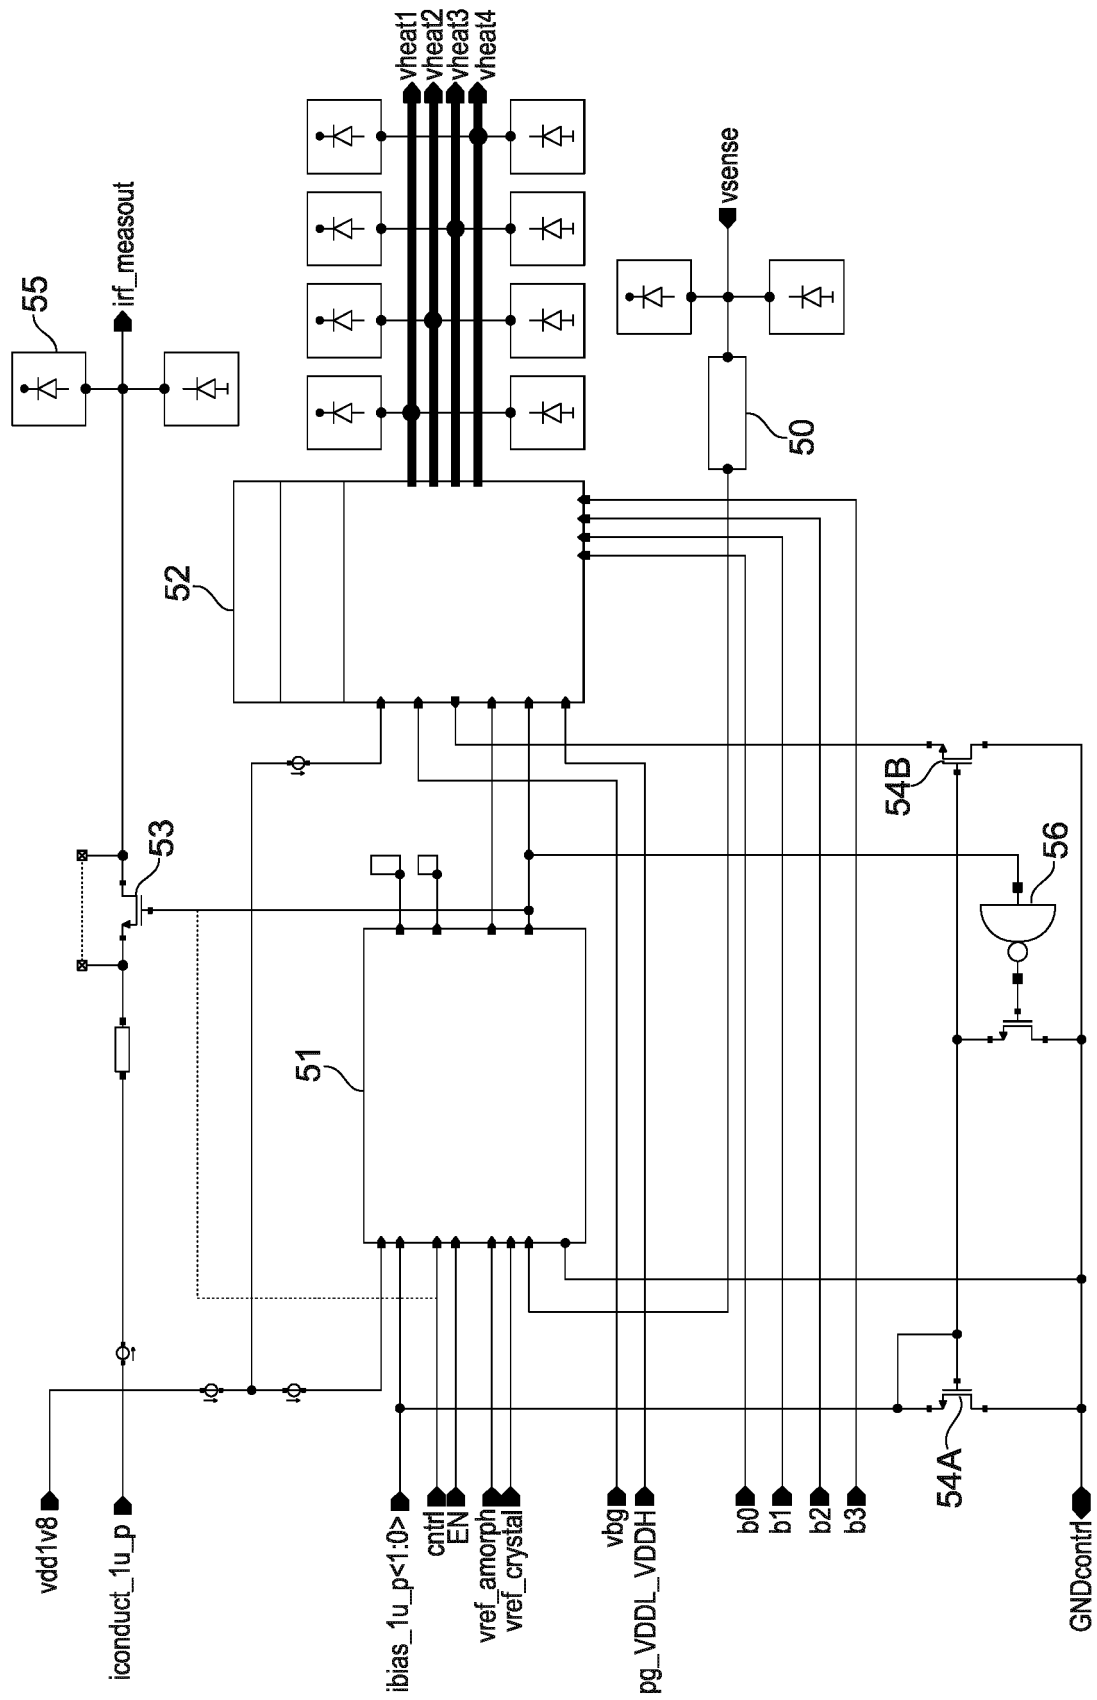 vdd1v8
iconduct_1u_p
ibias_1u_p<1:0>
cntrl
EN
vref_amorph
vref_crystal
vbg
pg_VDDL_VDDH
b0
b1
b2
b3
GNDcontrl
51
53
52
55
irf_measout
vheat1
vheat2
vheat3
vheat4
vsense
50
54A
54B
56